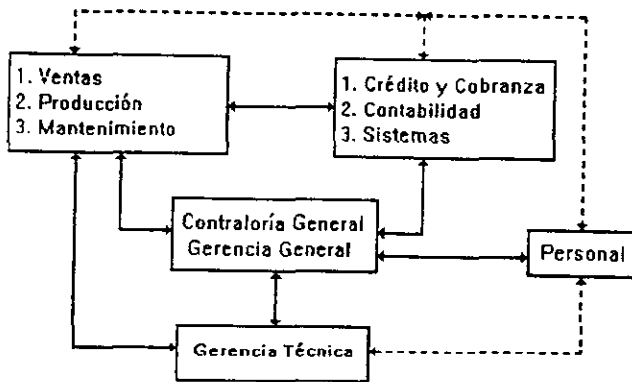 1. Ventas
2. Producción
3. Mantenimiento
1. Crédito y Cobranza
2. Contabilidad
3. Sistemas
Contraloría General
Gerencia General
Personal
Gerencia Técnica